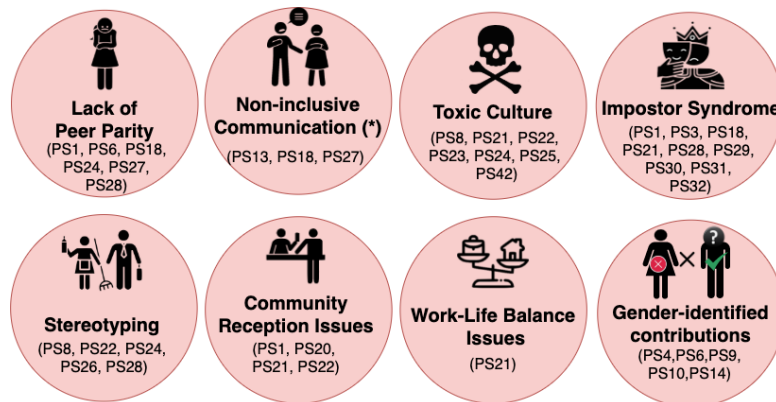 Lack of
Peer Parity
(PS1, PS6, PS18,
PS24, PS27,
PS28)
Non-inclusive
Communication (*)
(PS13, PS18, PS27)
Toxic Culture
(PS8, PS21, PS22,
PS23, PS24, PS25,
PS42)
Impostor Syndrome
(PS1, PS3, PS18,
PS21, PS28, PS29,
PS30, PS31,
PS32)
Stereotyping
(PS8, PS22, PS24,
PS26, PS28)
Community
Reception Issues
(PS1, PS20,
PS21, PS22)
Work-Life Balance
Issues
(PS21)
?
Gender-identified
contributions
(PS4,PS6,PS9,
PS10,PS14)